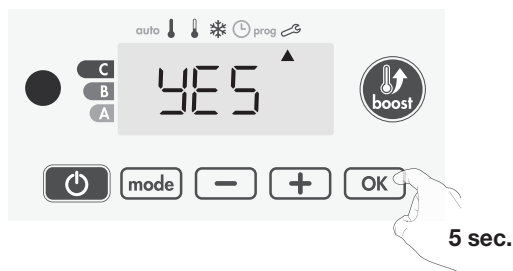 auto prog
C
B
A
YES
boost
mode − + OK
5 sec.